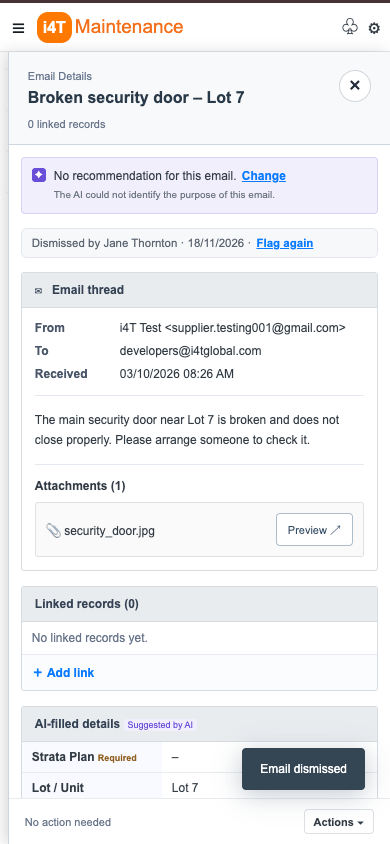 i4T Maintenance
Email Details
Broken security door – Lot 7
0 linked records
No recommendation for this email. Change
The AI could not identify the purpose of this email.
Dismissed by Jane Thornton · 18/11/2026 · Flag again
Email thread
From i4T Test <supplier.testing001@gmail.com>
To developers@i4tglobal.com
Received 03/10/2026 08:26 AM
The main security door near Lot 7 is broken and does not
close properly. Please arrange someone to check it.
Attachments (1)
security_door.jpg Preview ↗
Linked records (0)
No linked records yet.
+ Add link
AI-filled details Suggested by AI
Strata Plan Required –
Email dismissed
Lot / Unit Lot 7
No action needed Actions